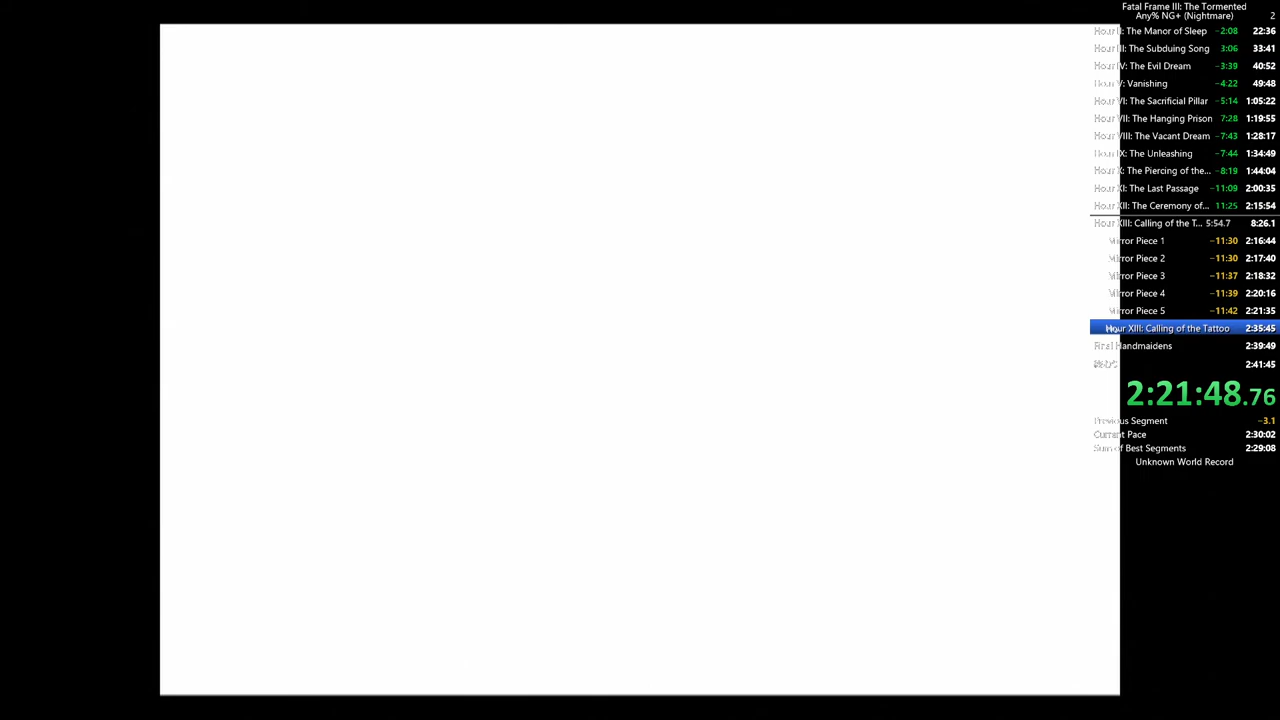 Fatal Frame III: The Tormented
Any% NG+ (Nightmare) 2
Hour II: The Manor of Sleep −2:08 22:36
Hour III: The Subduing Song 3:06 33:41
Hour IV: The Evil Dream −3:39 40:52
Hour V: Vanishing −4:22 49:48
Hour VI: The Sacrificial Pillar −5:14 1:05:22
Hour VII: The Hanging Prison 7:28 1:19:55
Hour VIII: The Vacant Dream −7:43 1:28:17
Hour IX: The Unleashing −7:44 1:34:49
Hour X: The Piercing of the... −8:19 1:44:04
Hour XI: The Last Passage −11:09 2:00:35
Hour XII: The Ceremony of... 11:25 2:15:54
Hour XIII: Calling of the T... 5:54.7 8:26.1
Mirror Piece 1 −11:30 2:16:44
Mirror Piece 2 −11:30 2:17:40
Mirror Piece 3 −11:37 2:18:32
Mirror Piece 4 −11:39 2:20:16
Mirror Piece 5 −11:42 2:21:35
Hour XIII: Calling of the Tattoo 2:35:45
Final Handmaidens 2:39:49
2:41:45
2:21:48.76
Previous Segment −3.1
Current Pace 2:30:02
Sum of Best Segments 2:29:08
Unknown World Record